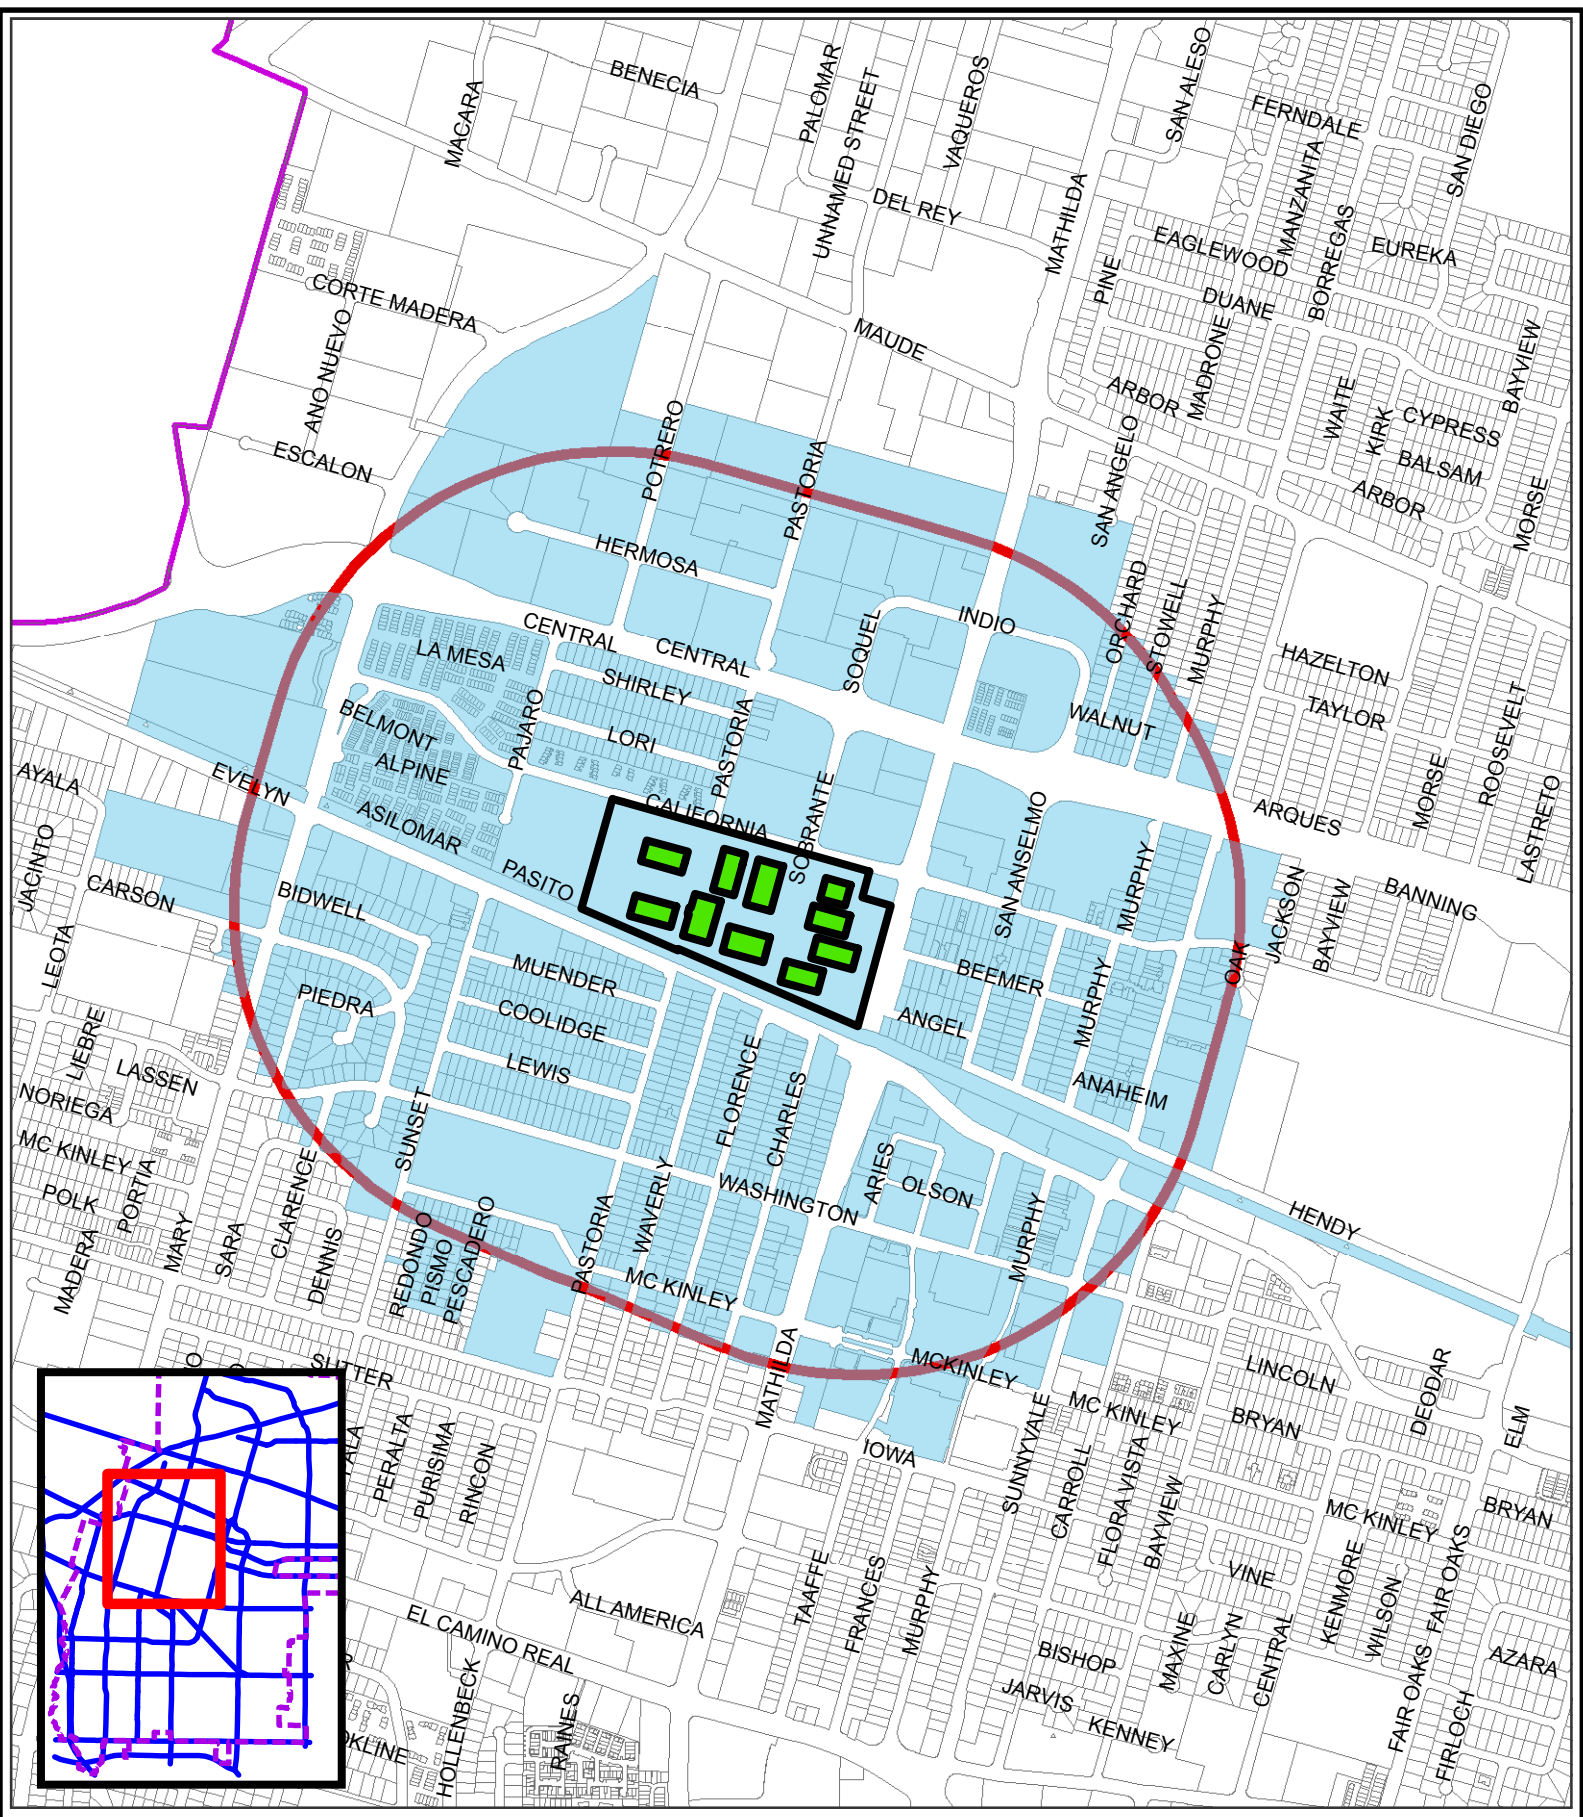 BENECIA
MACARA
PALOMAR
UNNAMED STREET
VAQUEROS
SAN ALESO
FERNDALE
SAN DIEGO
MANZANITA
DEL REY
MATHILDA
EAGLEWOOD
BORREGAS
EUREKA
PINE
DUANE
CORTE MADERA
ANO NUEVO
MAUDE
MADRONE
BAYVIEW
ARBOR
WAITE
KIRK
CYPRESS
BALSAM
ARBOR
ESCALON
POTRERO
PASTORIA
SAN ANGELO
MORSE
HERMOSA
ORCHARD
STOWELL
MURPHY
INDIO
SOQUEL
CENTRAL
CENTRAL
LA MESA
SHIRLEY
HAZELTON
TAYLOR
ROOSEVELT
BELMONT
PAJARO
LORI
PASTORIA
WALNUT
ALPINE
AYALA
EVELYN
ASILOMAR
CALIFORNIA
SOBRANTE
SAN ANSELMO
ARQUES
MORSE
LASTRETO
JACINTO
CARSON
BIDWELL
PASITO
MURPHY
JACKSON
BAYVIEW
BANNING
LEOTA
MUENDER
BEEMER
OAK
PIEDRA
COOLIDGE
ANGEL
MURPHY
LIEBRE
LASSEN
LEWIS
FLORENCE
CHARLES
ANAHEIM
NORIEGA
SUNSET
MC KINLEY
PORTIA
POLK
CLARENCE
WAVERLY
WASHINGTON
ARIES
OLSON
MURPHY
HENDY
MADERA
MARY
SARA
DENNIS
REDONDO
PISMO
PESCADERO
PASTORIA
MC KINLEY
MATHILDA
MCKINLEY
SUTTER
LINCOLN
DEODAR
MC KINLEY
BRYAN
ELM
PERALTA
PURISIMA
RINCON
IOWA
SUNNYVALE
CARROLL
FLORA VISTA
BAYVIEW
MC KINLEY
BRYAN
FAIR OAKS
VINE
KENMORE
WILSON
TAAFFE
FRANCES
MURPHY
ALL AMERICA
EL CAMINO REAL
BISHOP
MAXINE
CARLYN
CENTRAL
AZARA
JARVIS
KENNEY
FAIR OAKS
FIRLOCH
HOLLENBECK
RAINES